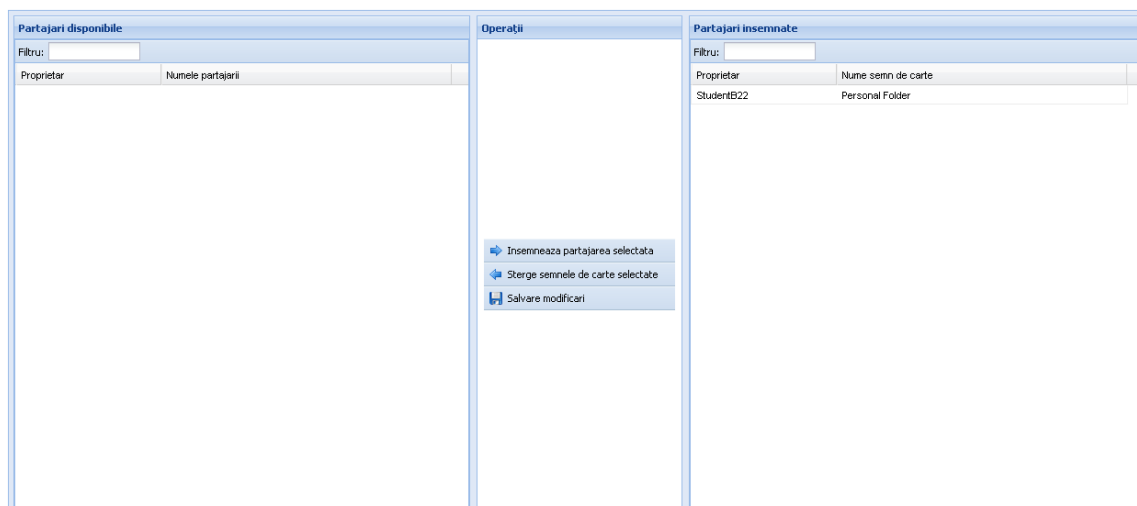 Partajari disponibile
Filtru:
Proprietar Numele partajarii
Operaţii
Insemneaza partajarea selectata
Sterge semnele de carte selectate
Salvare modificari
Partajari insemnate
Filtru:
Proprietar Nume semn de carte
StudentB22 Personal Folder